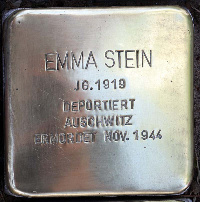 EMMA STEIN
JG. 1919
DEPORTIERT
AUSCHWITZ
ERMORDET NOV. 1944